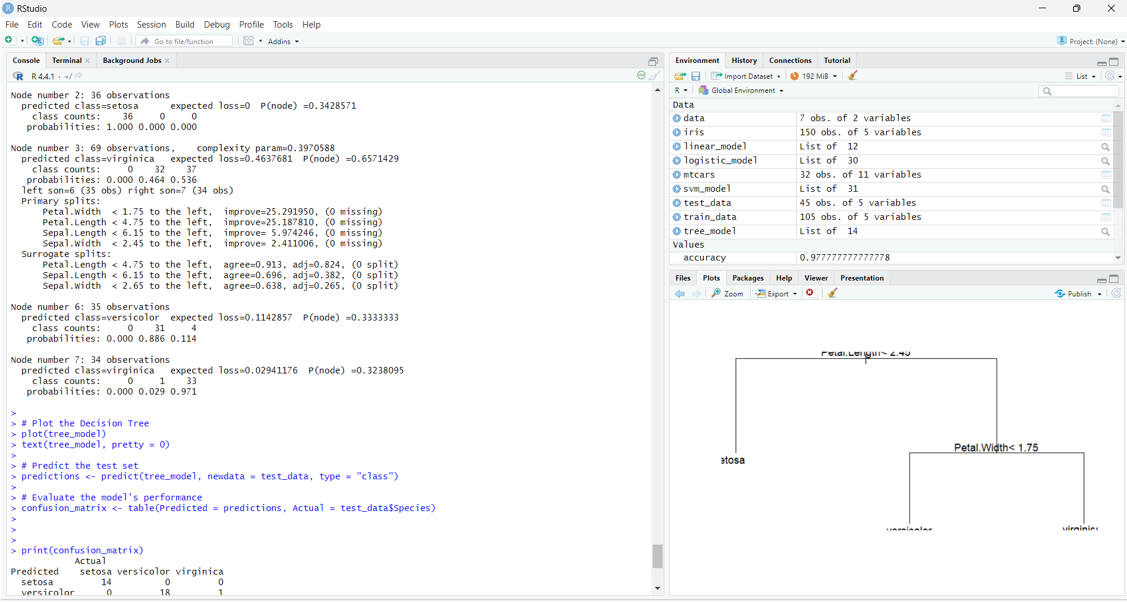 RStudio
File Edit Code View Plots Session Build Debug Profile Tools Help
Go to file/function Addins Project: (None)
Console Terminal Background Jobs
R 4.4.1 · ~/
Node number 2: 36 observations
predicted class=setosa expected loss=0 P(node) =0.3428571
class counts: 36 0 0
probabilities: 1.000 0.000 0.000
Node number 3: 69 observations, complexity param=0.3970588
predicted class=virginica expected loss=0.4637681 P(node) =0.6571429
class counts: 0 32 37
probabilities: 0.000 0.464 0.536
left son=6 (35 obs) right son=7 (34 obs)
Primary splits:
Petal.Width < 1.75 to the left, improve=25.291950, (0 missing)
Petal.Length < 4.75 to the left, improve=25.187810, (0 missing)
Sepal.Length < 6.15 to the left, improve= 5.974246, (0 missing)
Sepal.Width < 2.45 to the left, improve= 2.411006, (0 missing)
Surrogate splits:
Petal.Length < 4.75 to the left, agree=0.913, adj=0.824, (0 split)
Sepal.Length < 6.15 to the left, agree=0.696, adj=0.382, (0 split)
Sepal.Width < 2.65 to the left, agree=0.638, adj=0.265, (0 split)
Node number 6: 35 observations
predicted class=versicolor expected loss=0.1142857 P(node) =0.3333333
class counts: 0 31 4
probabilities: 0.000 0.886 0.114
Node number 7: 34 observations
predicted class=virginica expected loss=0.02941176 P(node) =0.3238095
class counts: 0 1 33
probabilities: 0.000 0.029 0.971
>
> # Plot the Decision Tree
> plot(tree_model)
> text(tree_model, pretty = 0)
>
> # Predict the test set
> predictions <- predict(tree_model, newdata = test_data, type = "class")
>
> # Evaluate the model's performance
> confusion_matrix <- table(Predicted = predictions, Actual = test_data$Species)
>
>
>
> print(confusion_matrix)
Actual
Predicted setosa versicolor virginica
setosa 14 0 0
versicolor 0 18 1
Environment History Connections Tutorial
Import Dataset 192 MiB List
R Global Environment
Data
data 7 obs. of 2 variables
iris 150 obs. of 5 variables
linear_model List of 12
logistic_model List of 30
mtcars 32 obs. of 11 variables
svm_model List of 31
test_data 45 obs. of 5 variables
train_data 105 obs. of 5 variables
tree_model List of 14
Values
accuracy 0.977777777777778
Files Plots Packages Help Viewer Presentation
Zoom Export Publish
Petal.Length< 2.45
etosa
Petal.Width< 1.75
versicolor virginic